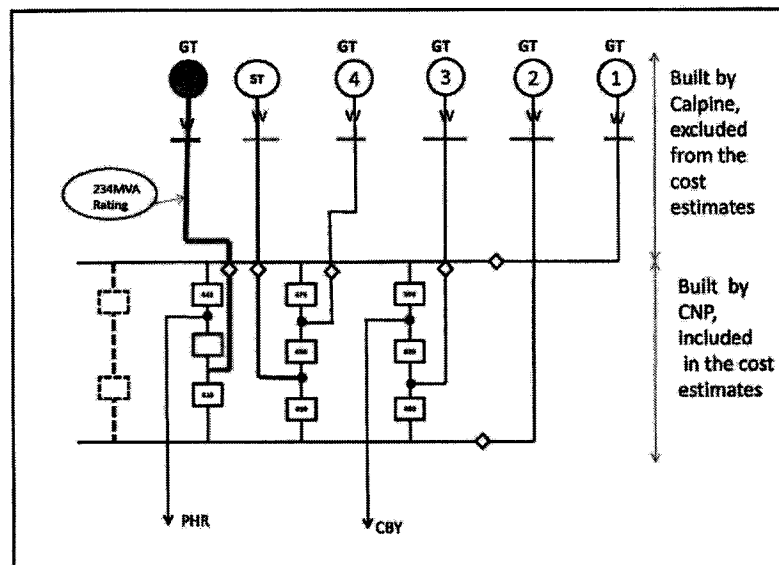 GT
GT
GT
GT
GT
ST
4
3
2
1
Built by
Calpine,
excluded
from the
cost
estimates
234MVA
Rating
Built by
CNP,
included
in the cost
estimates
PHR
CBY